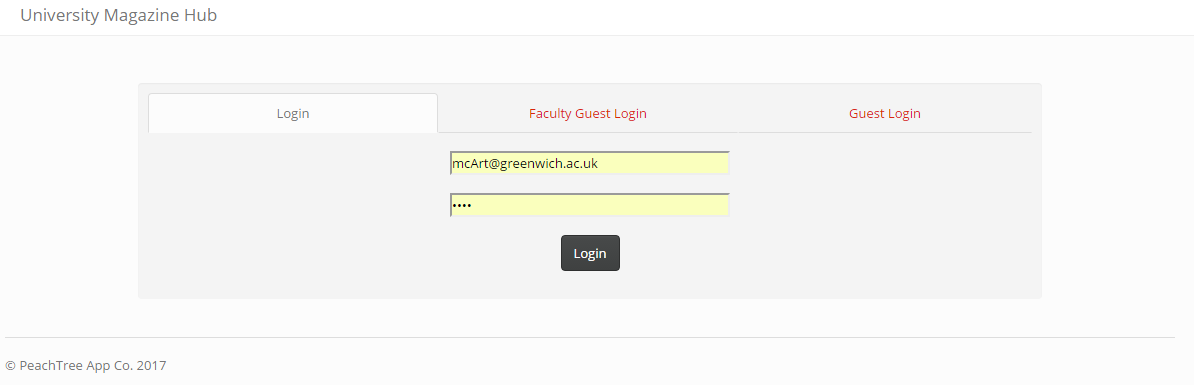 University Magazine Hub
Login Faculty Guest Login Guest Login
mcArt@greenwich.ac.uk
••••
Login
© PeachTree App Co. 2017